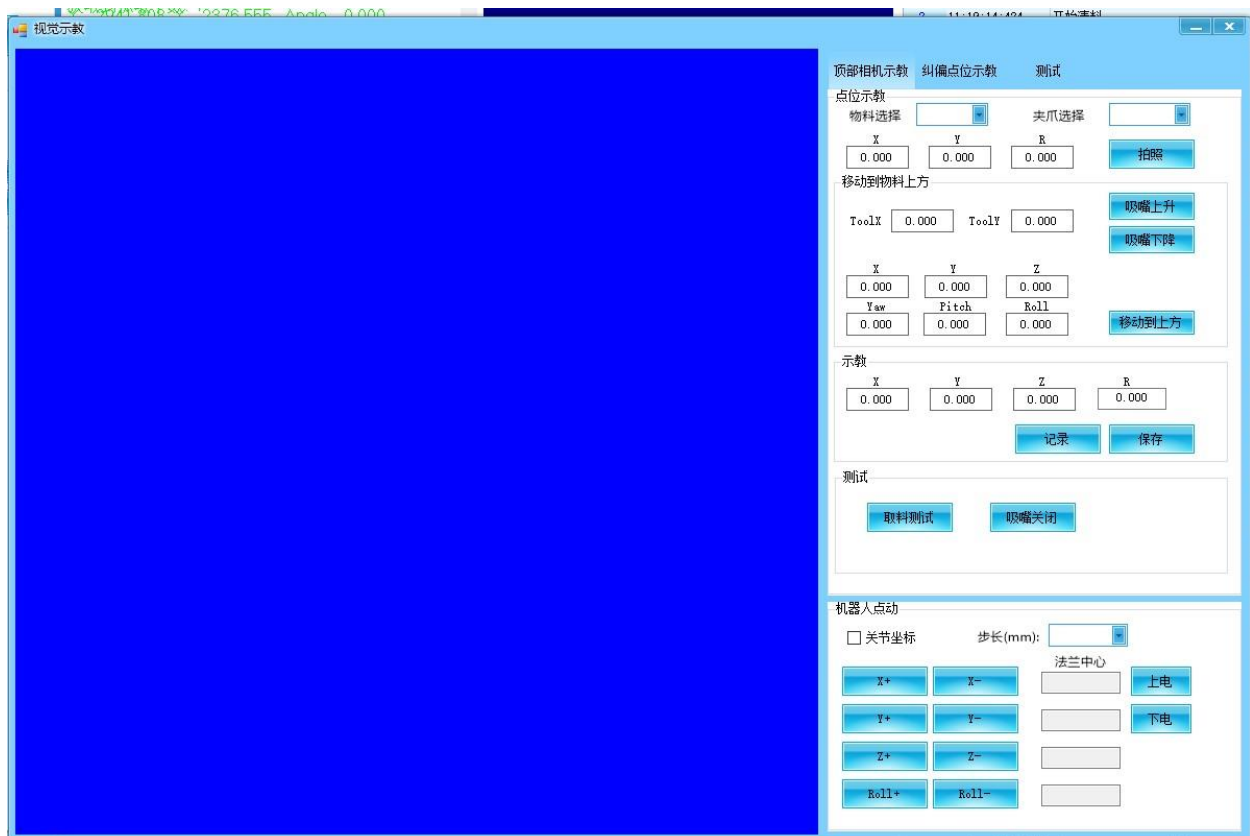 2376.555 Angle 0.000
视觉示教
顶部相机示教 纠偏点位示教 测试
点位示教
物料选择 夹爪选择
X Y R
0.000 0.000 0.000 拍照
移动到物料上方
吸嘴上升
ToolX 0.000 ToolY 0.000
吸嘴下降
X Y Z
0.000 0.000 0.000
Yaw Pitch Roll
0.000 0.000 0.000 移动到上方
示教
X Y Z R
0.000 0.000 0.000 0.000
记录 保存
测试
取料测试 吸嘴关闭
机器人点动
关节坐标 步长(mm):
法兰中心
X+ X- 上电
Y+ Y- 下电
Z+ Z-
Roll+ Roll-